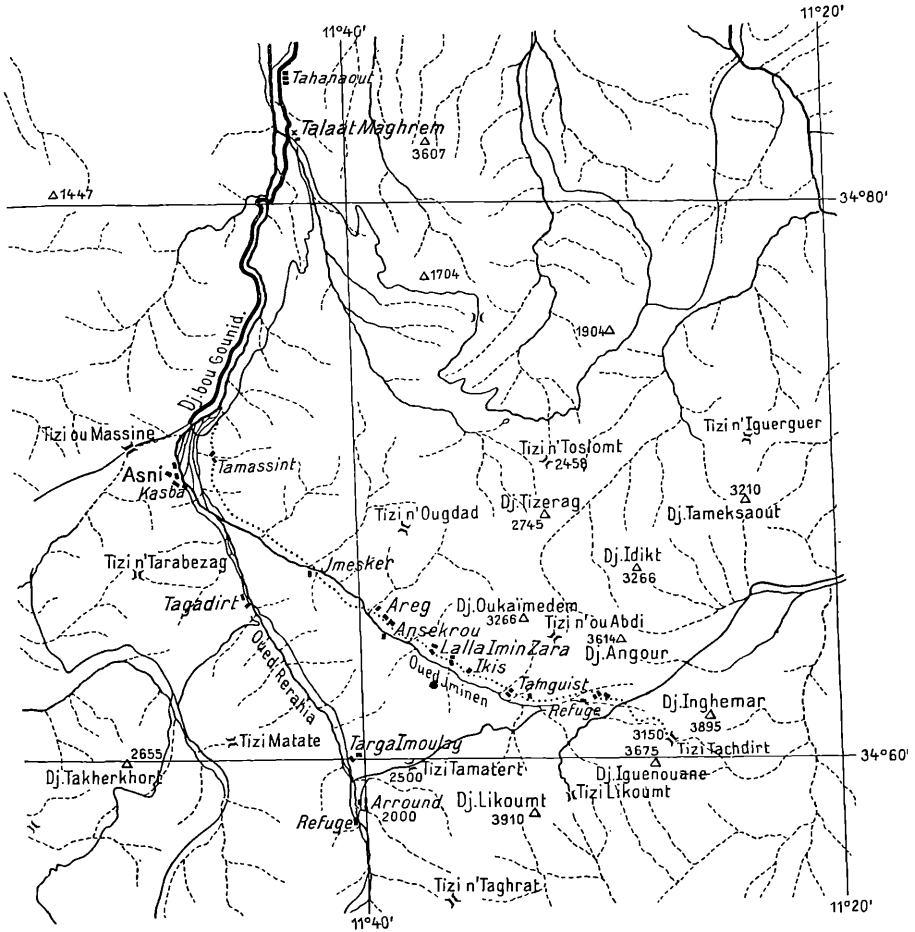 11°40'
11°20'
Tahanaout
Talaat Maghrem
3607
1447
34°80'
1704
1904
Dj. bou Gounid.
Tizi ou Massine
Tizi n'Iguerguer
Tizi n'Toslomt
2458
Tamassint
Asni
Kasba
3210
Dj. Tameksaout
Dj. Tizerag
2745
Tizi n'Ougdad
Dj. Idikt
3266
Tizi n'Tarabezag
Jmesker
Tagadirt
Areg
Dj. Oukaïmedem
3266
Tizi n'ou Abdi
3614
Dj. Angour
Ansekrou
Lalla Imin Zara
Ikis
Oued Jminen
Oued Rerahia
Tamguist
Refuge
Dj. Inghemar
3895
3150
Tizi Tachdirt
3675
Dj. Iguenouane
Tizi Matate
Targa Imoulag
34°60'
2655
Dj. Takherkhort
2500
Tizi Tamatert
Tizi Likoumt
Arround
2000
Dj. Likoumt
3910
Refuge
Tizi n'Taghrat
11°40'
11°20'